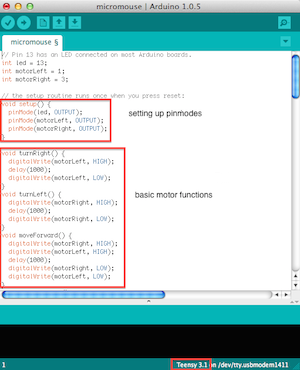 micromouse | Arduino 1.0.5
micromouse §
// Pin 13 has an LED connected on most Arduino boards.
int led = 13;
int motorLeft = 1;
int motorRight = 3;
// the setup routine runs once when you press reset:
void setup() {
pinMode(led, OUTPUT);
pinMode(motorLeft, OUTPUT);
pinMode(motorRight, OUTPUT);
}
setting up pinmodes
void turnRight() {
digitalWrite(motorLeft, HIGH);
delay(1000);
digitalWrite(motorLeft, LOW);
}
void turnLeft() {
digitalWrite(motorRight, HIGH);
delay(1000);
digitalWrite(motorRight, LOW);
}
void moveForward() {
digitalWrite(motorRight, HIGH);
digitalWrite(motorLeft, HIGH);
delay(1000);
digitalWrite(motorRight, LOW);
digitalWrite(motorLeft, LOW);
}
basic motor functions
1
Teensy 3.1 on /dev/tty.usbmodem1411